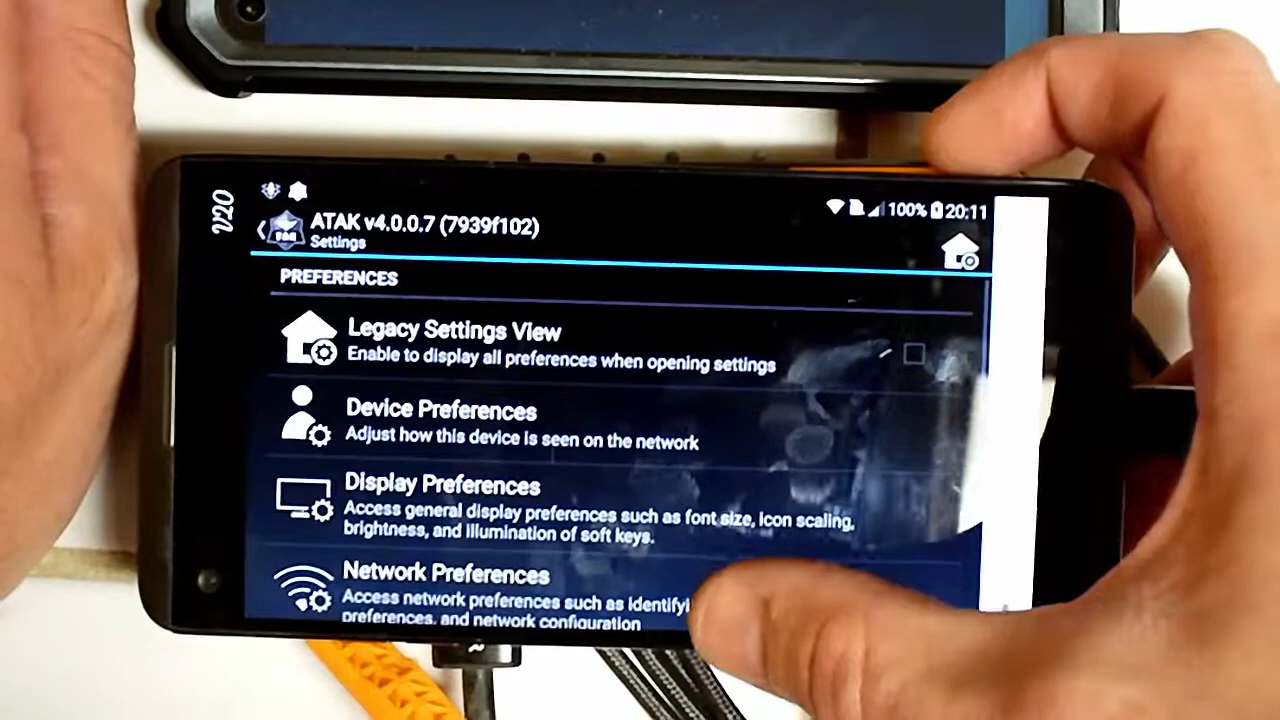 V20
100% 20:11
ATAK v4.0.0.7 (7939f102)
Settings
PREFERENCES
Legacy Settings View
Enable to display all preferences when opening settings
Device Preferences
Adjust how this device is seen on the network
Display Preferences
Access general display preferences such as font size, icon scaling,
brightness, and illumination of soft keys.
Network Preferences
Access network preferences such as
preferences, and network configuration